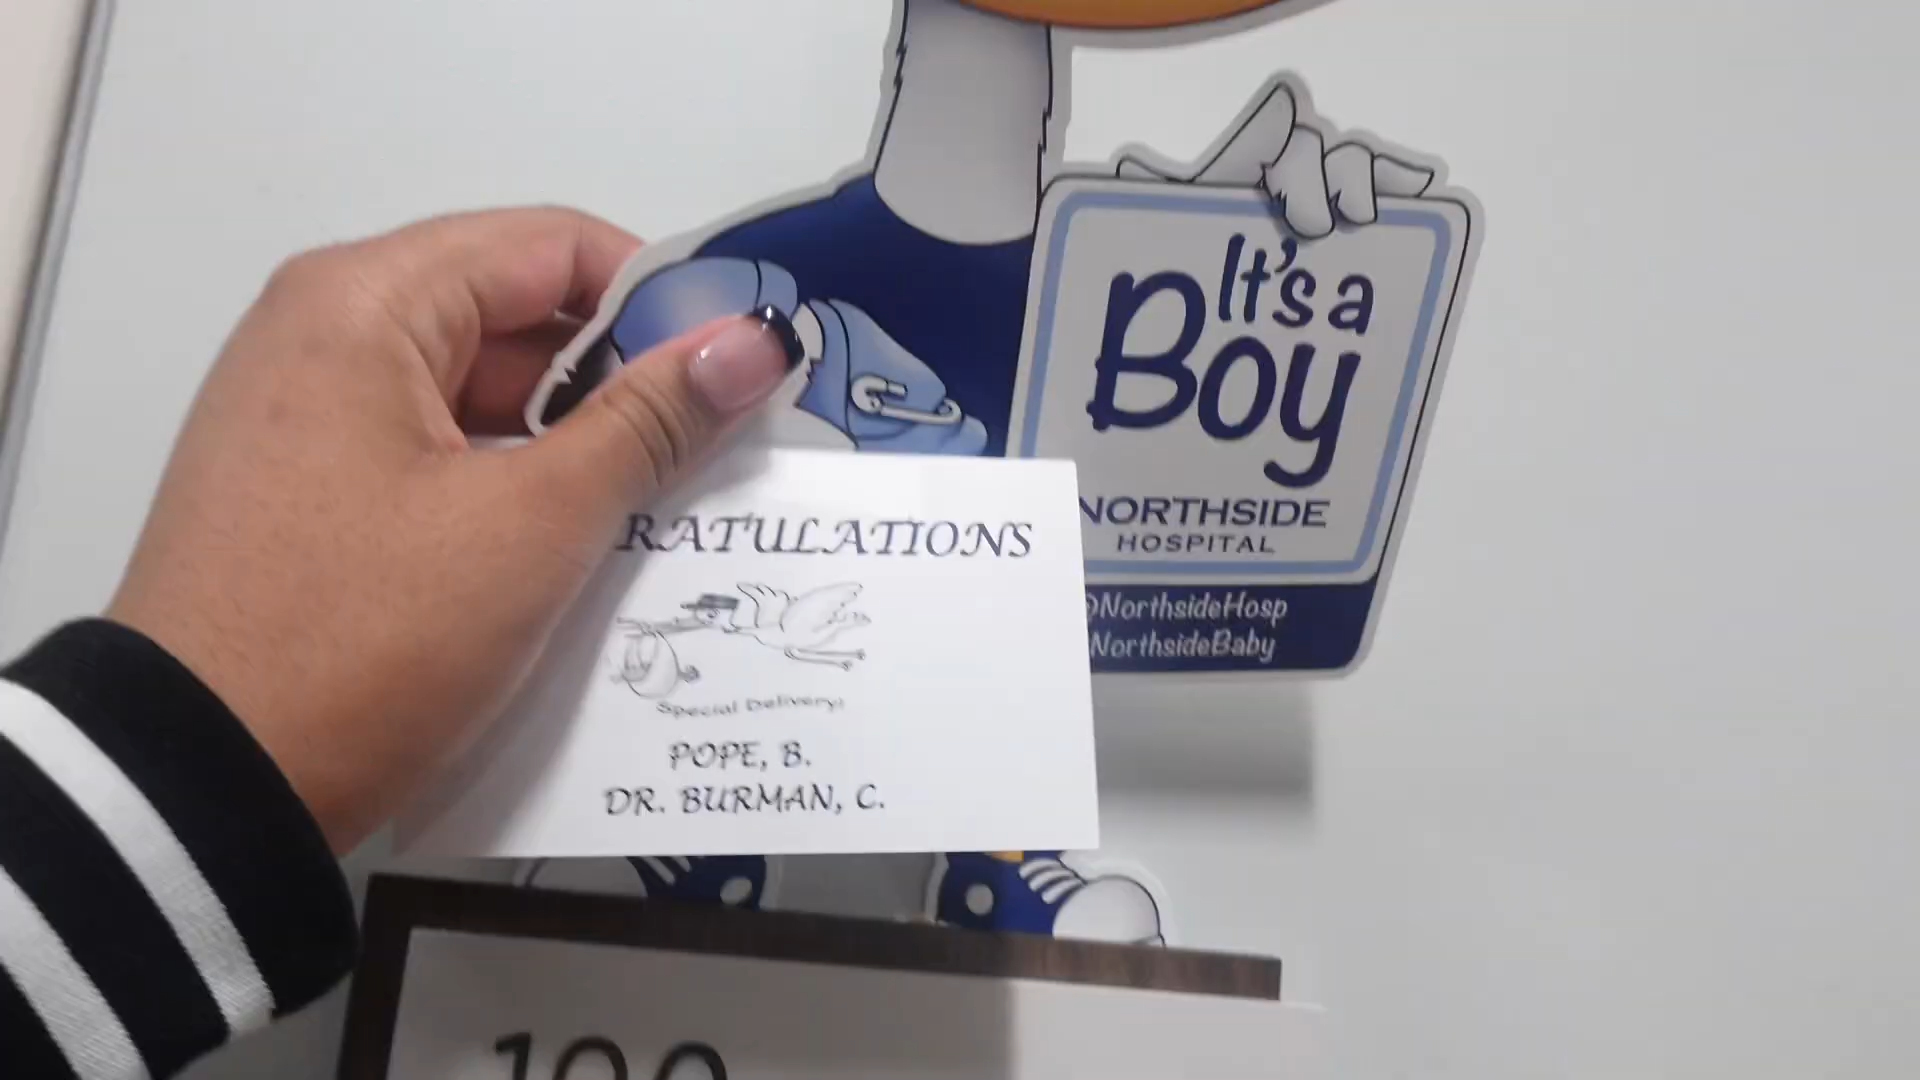 It's a
Boy
NORTHSIDE
HOSPITAL
@NorthsideHosp
NorthsideBaby
RATULATIONS
Special Delivery!
POPE, B.
DR. BURMAN, C.